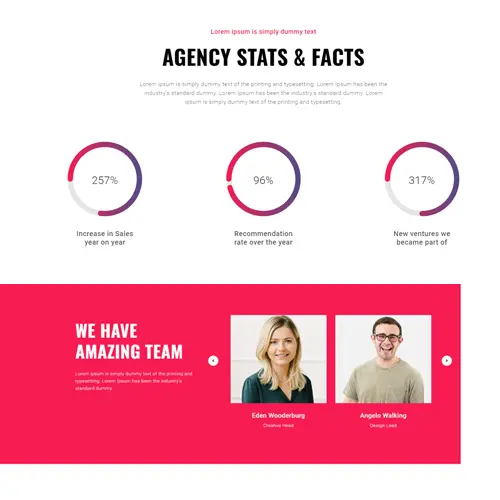 Lorem ipsum is simply dummy text
AGENCY STATS & FACTS
Lorem ipsum is simply dummy text of the printing and typesetting. Lorem ipsum has been the
industry's standard dummy. Lorem ipsum is simply dummy text of the printing and typesetting. Lorem
ipsum has been the industry's standard dummy.
257%
96%
317%
Increase in Sales
year on year
Recommendation
rate over the year
New ventures we
became part of
WE HAVE
AMAZING TEAM
Lorem ipsum is simply dummy text of the printing and
typesetting. Lorem Ipsum has been the industry's
standard dummy.
Eden Wooderburg
Creative Head
Angelo Walking
Design Lead